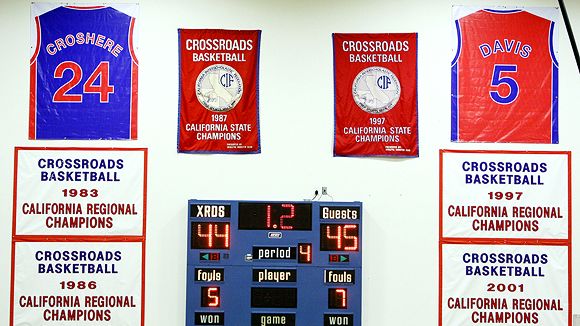 CROSHERE
24
CROSSROADS
BASKETBALL
CIF
1987
CALIFORNIA STATE
CHAMPIONS
CROSSROADS
BASKETBALL
CIF
1997
CALIFORNIA STATE
CHAMPIONS
DAVIS
5
CROSSROADS
BASKETBALL
1983
CALIFORNIA REGIONAL
CHAMPIONS
CROSSROADS
BASKETBALL
1986
CALIFORNIA REGIONAL
CHAMPIONS
XRDS 1.2 Guests
44 period 4 45
fouls player fouls
5 7
won game won
CROSSROADS
BASKETBALL
1997
CALIFORNIA REGIONAL
CHAMPIONS
CROSSROADS
BASKETBALL
2001
CALIFORNIA REGIONAL
CHAMPIONS